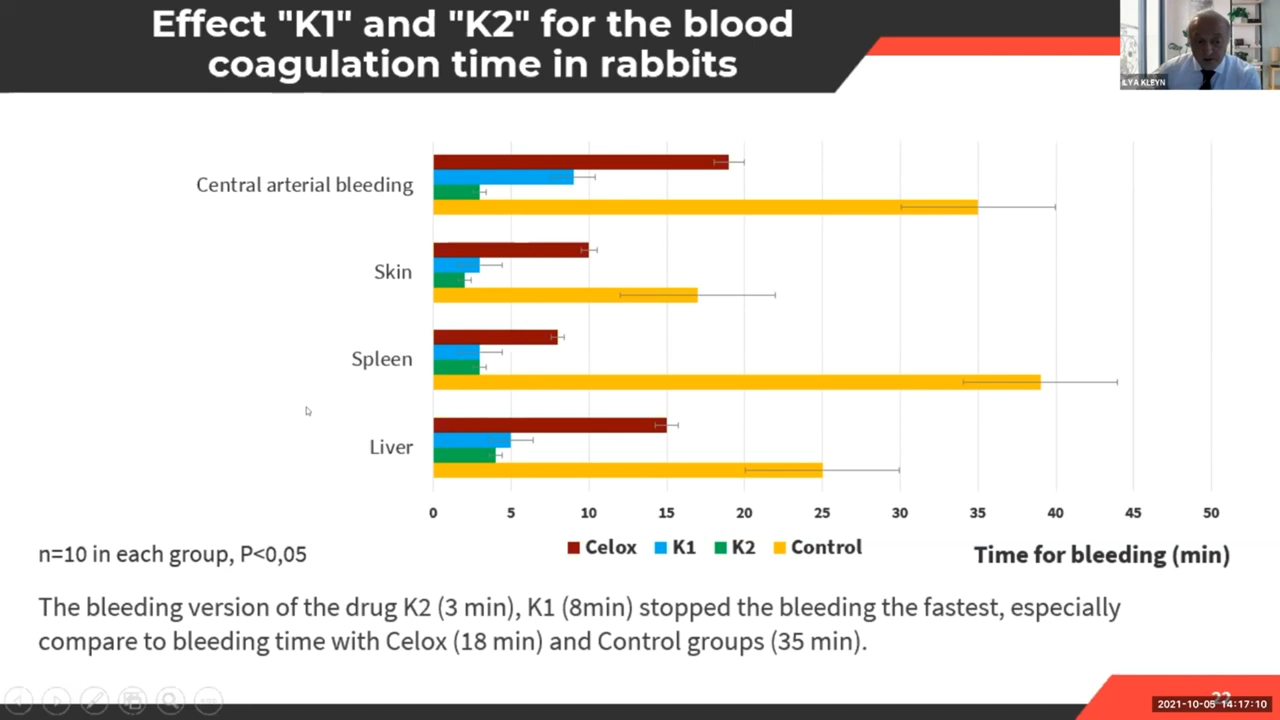 Effect "K1" and "K2" for the blood
coagulation time in rabbits
ILYA KLEYN
Central arterial bleeding
Skin
Spleen
Liver
0 5 10 15 20 25 30 35 40 45 50
Celox K1 K2 Control
Time for bleeding (min)
n=10 in each group, P<0,05
The bleeding version of the drug K2 (3 min), K1 (8min) stopped the bleeding the fastest, especially
compare to bleeding time with Celox (18 min) and Control groups (35 min).
22
2021-10-05 14:17:10